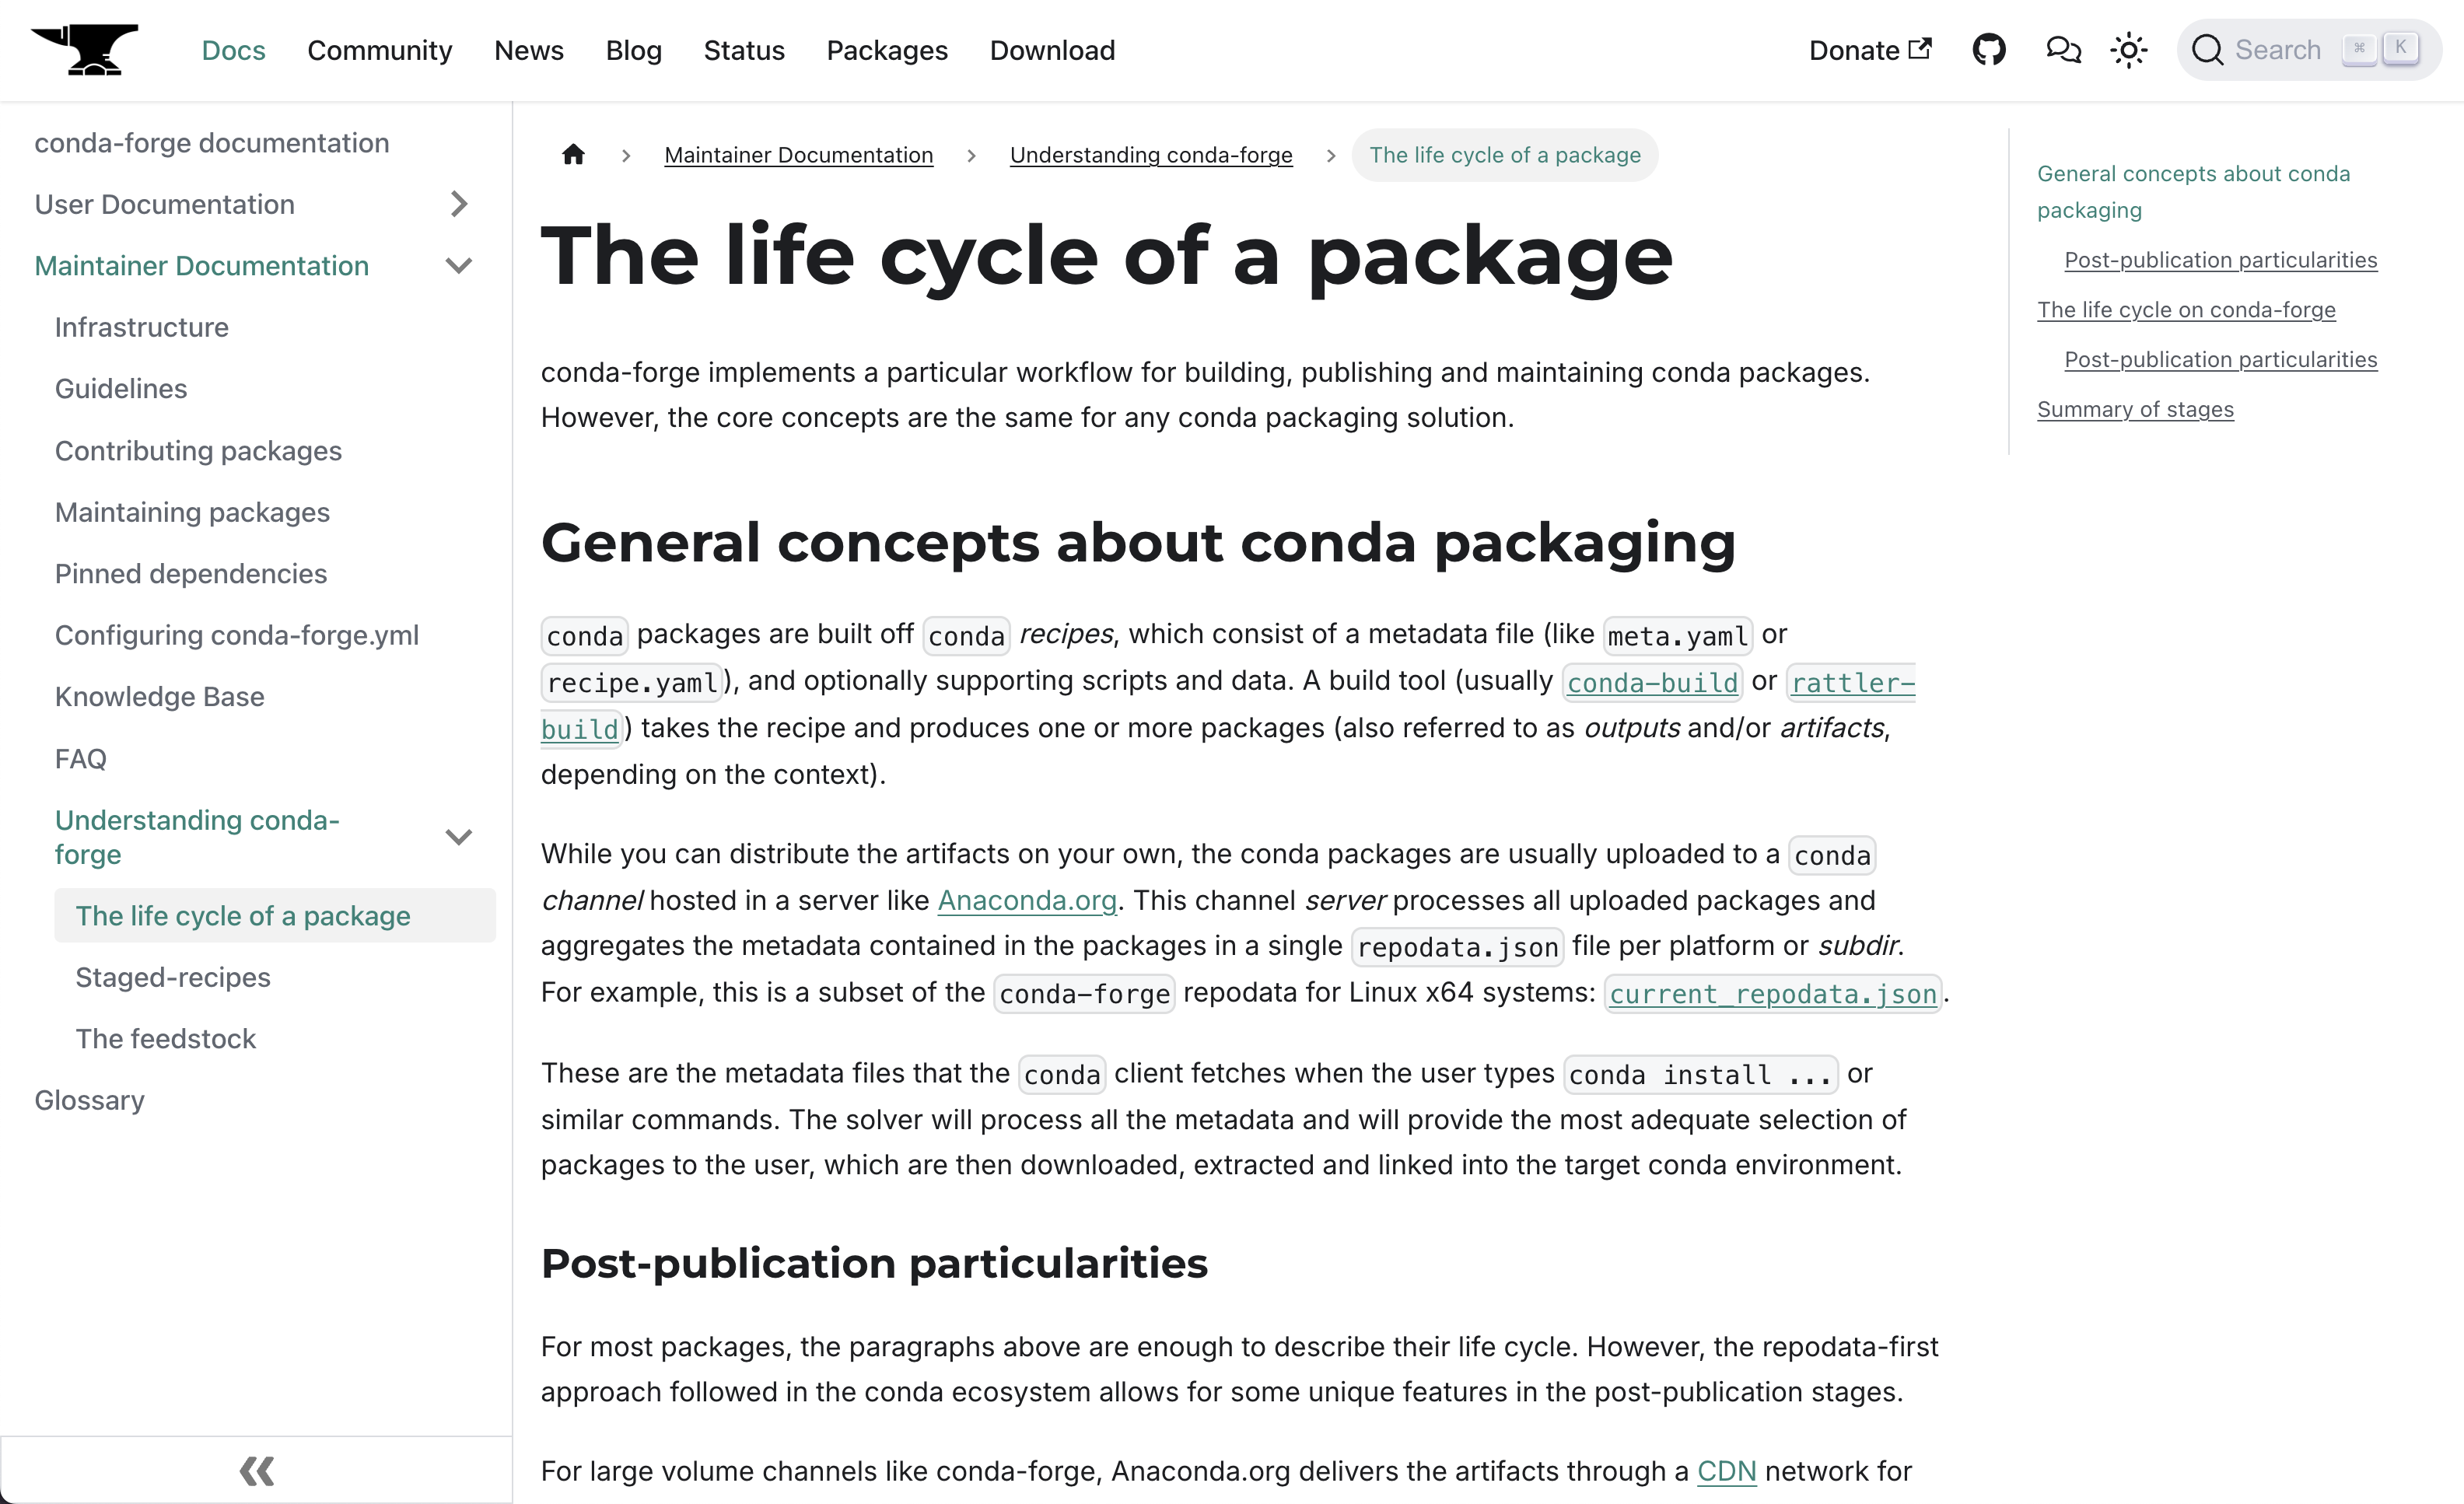 Docs Community News Blog Status Packages Download Donate Search ⌘ K
conda-forge documentation
User Documentation
Maintainer Documentation
Infrastructure
Guidelines
Contributing packages
Maintaining packages
Pinned dependencies
Configuring conda-forge.yml
Knowledge Base
FAQ
Understanding conda-
forge
The life cycle of a package
Staged-recipes
The feedstock
Glossary
Maintainer Documentation Understanding conda-forge The life cycle of a package
The life cycle of a package
conda-forge implements a particular workflow for building, publishing and maintaining conda packages.
However, the core concepts are the same for any conda packaging solution.
General concepts about conda packaging
conda packages are built off conda recipes, which consist of a metadata file (like meta.yaml or
recipe.yaml), and optionally supporting scripts and data. A build tool (usually conda-build or rattler-
build) takes the recipe and produces one or more packages (also referred to as outputs and/or artifacts,
depending on the context).
While you can distribute the artifacts on your own, the conda packages are usually uploaded to a conda
channel hosted in a server like Anaconda.org. This channel server processes all uploaded packages and
aggregates the metadata contained in the packages in a single repodata.json file per platform or subdir.
For example, this is a subset of the conda-forge repodata for Linux x64 systems: current_repodata.json.
These are the metadata files that the conda client fetches when the user types conda install ... or
similar commands. The solver will process all the metadata and will provide the most adequate selection of
packages to the user, which are then downloaded, extracted and linked into the target conda environment.
Post-publication particularities
For most packages, the paragraphs above are enough to describe their life cycle. However, the repodata-first
approach followed in the conda ecosystem allows for some unique features in the post-publication stages.
For large volume channels like conda-forge, Anaconda.org delivers the artifacts through a CDN network for
General concepts about conda
packaging
Post-publication particularities
The life cycle on conda-forge
Post-publication particularities
Summary of stages